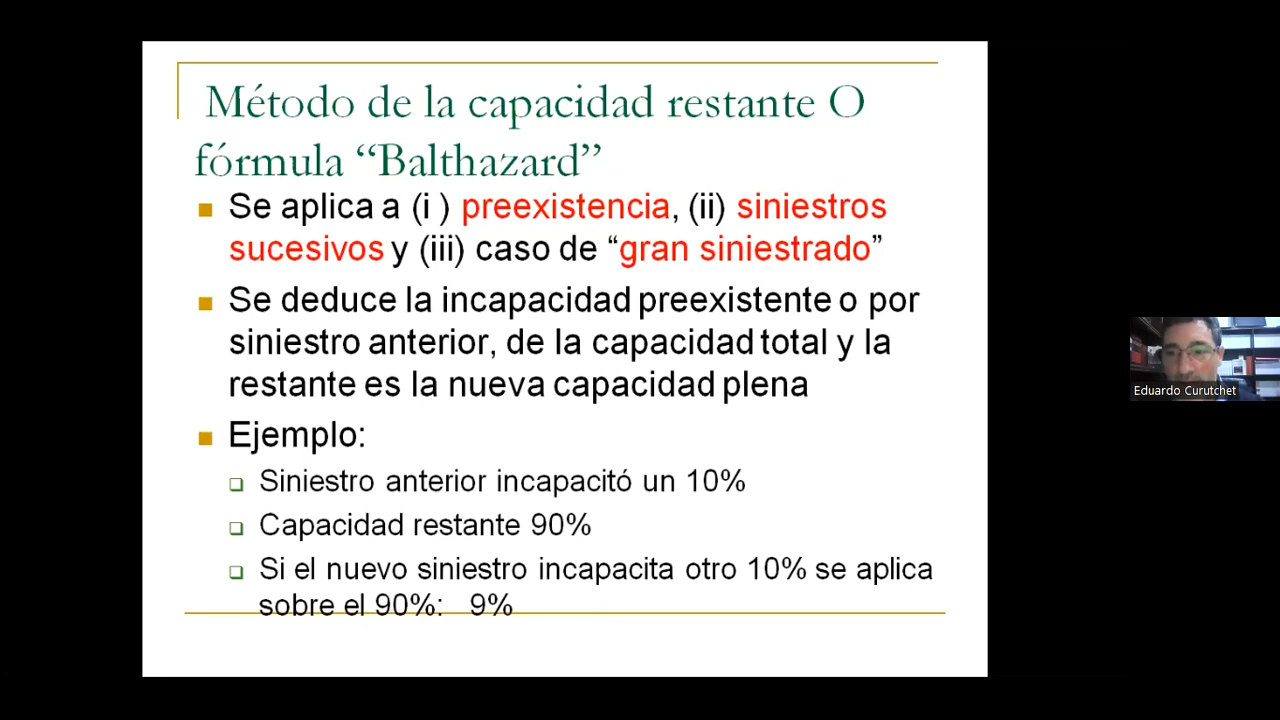 Método de la capacidad restante O
fórmula “Balthazard”
Se aplica a (i ) preexistencia, (ii) siniestros
sucesivos y (iii) caso de “gran siniestrado”
Se deduce la incapacidad preexistente o por
siniestro anterior, de la capacidad total y la
restante es la nueva capacidad plena
Ejemplo:
Siniestro anterior incapacitó un 10%
Capacidad restante 90%
Si el nuevo siniestro incapacita otro 10% se aplica
sobre el 90%: 9%
Eduardo Curutchet